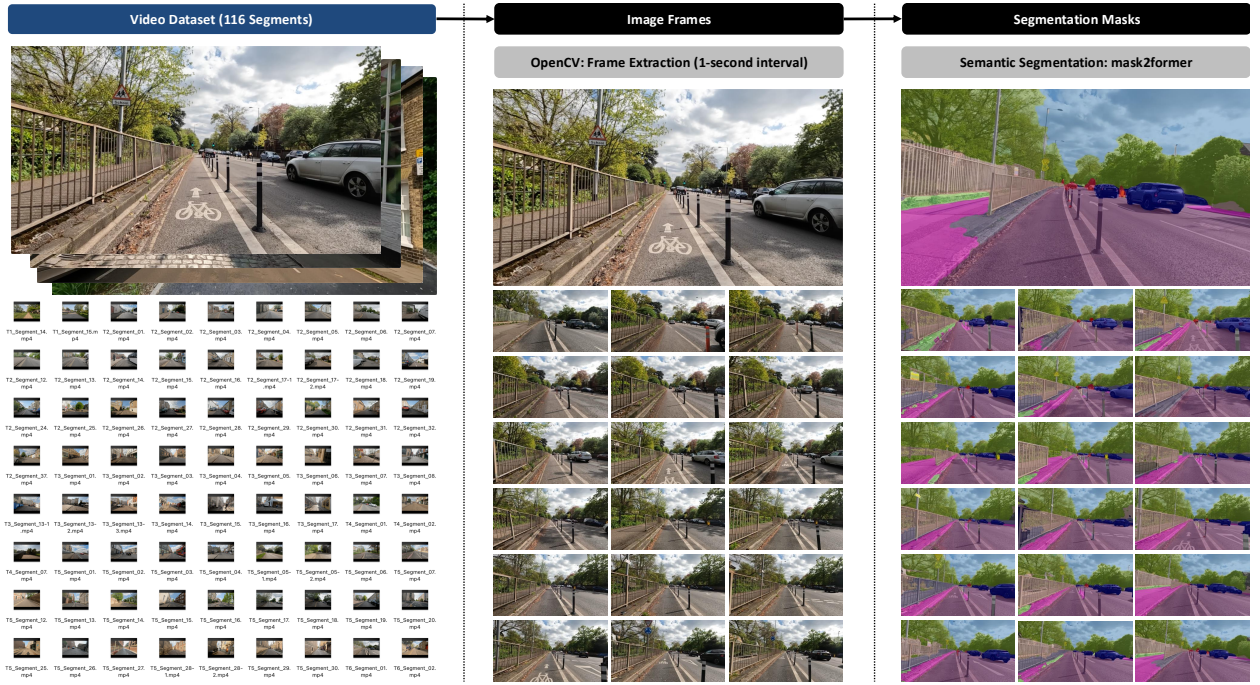 Video Dataset (116 Segments)
Image Frames
Segmentation Masks
OpenCV: Frame Extraction (1-second interval)
Semantic Segmentation: mask2former
T1_Segment_14.
mp4
T1_Segment_15.m
p4
T2_Segment_01.
mp4
T2_Segment_02.
mp4
T2_Segment_03.
mp4
T2_Segment_04.
mp4
T2_Segment_05.
mp4
T2_Segment_06.
mp4
T2_Segment_07.
mp4
T2_Segment_12.
mp4
T2_Segment_13.
mp4
T2_Segment_14.
mp4
T2_Segment_15.
mp4
T2_Segment_16.
mp4
T2_Segment_17-1
.mp4
T2_Segment_17-
2.mp4
T2_Segment_18.
mp4
T2_Segment_19.
mp4
T2_Segment_24.
mp4
T2_Segment_25.
mp4
T2_Segment_26.
mp4
T2_Segment_27.
mp4
T2_Segment_28.
mp4
T2_Segment_29.
mp4
T2_Segment_30.
mp4
T2_Segment_31.
mp4
T2_Segment_32.
mp4
T2_Segment_37.
mp4
T3_Segment_01.
mp4
T3_Segment_02.
mp4
T3_Segment_03.
mp4
T3_Segment_04.
mp4
T3_Segment_05.
mp4
T3_Segment_06.
mp4
T3_Segment_07.
mp4
T3_Segment_08.
mp4
T3_Segment_13-1
.mp4
T3_Segment_13-
2.mp4
T3_Segment_13-
3.mp4
T3_Segment_14.
mp4
T3_Segment_15.
mp4
T3_Segment_16.
mp4
T3_Segment_17.
mp4
T4_Segment_01.
mp4
T4_Segment_02.
mp4
T4_Segment_07.
mp4
T5_Segment_01.
mp4
T5_Segment_02.
mp4
T5_Segment_03.
mp4
T5_Segment_04.
mp4
T5_Segment_05-
1.mp4
T5_Segment_05-
2.mp4
T5_Segment_06.
mp4
T5_Segment_07.
mp4
T5_Segment_12.
mp4
T5_Segment_13.
mp4
T5_Segment_14.
mp4
T5_Segment_15.
mp4
T5_Segment_16.
mp4
T5_Segment_17.
mp4
T5_Segment_18.
mp4
T5_Segment_19.
mp4
T5_Segment_20.
mp4
T5_Segment_25.
mp4
T5_Segment_26.
mp4
T5_Segment_27.
mp4
T5_Segment_28-
1.mp4
T5_Segment_28-
2.mp4
T5_Segment_29.
mp4
T5_Segment_30.
mp4
T6_Segment_01.
mp4
T6_Segment_02.
mp4